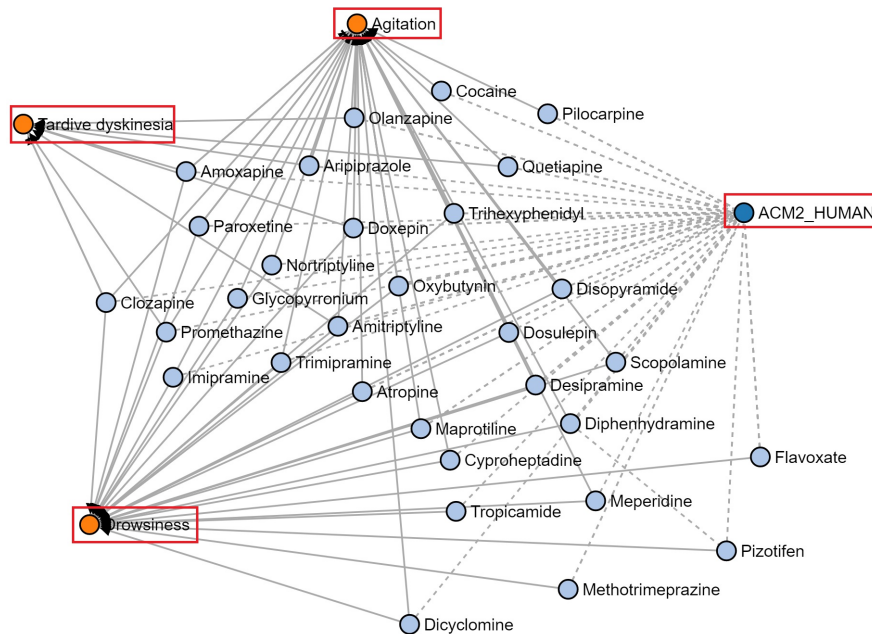 Agitation
Cocaine
Pilocarpine
Olanzapine
Tardive dyskinesia
Aripiprazole
Quetiapine
Amoxapine
Trihexyphenidyl
ACM2_HUMAN
Paroxetine
Doxepin
Nortriptyline
Oxybutynin
Disopyramide
Clozapine
Glycopyrronium
Promethazine
Amitriptyline
Dosulepin
Trimipramine
Scopolamine
Imipramine
Desipramine
Atropine
Maprotiline
Diphenhydramine
Cyproheptadine
Flavoxate
Meperidine
Tropicamide
Drowsiness
Pizotifen
Methotrimeprazine
Dicyclomine